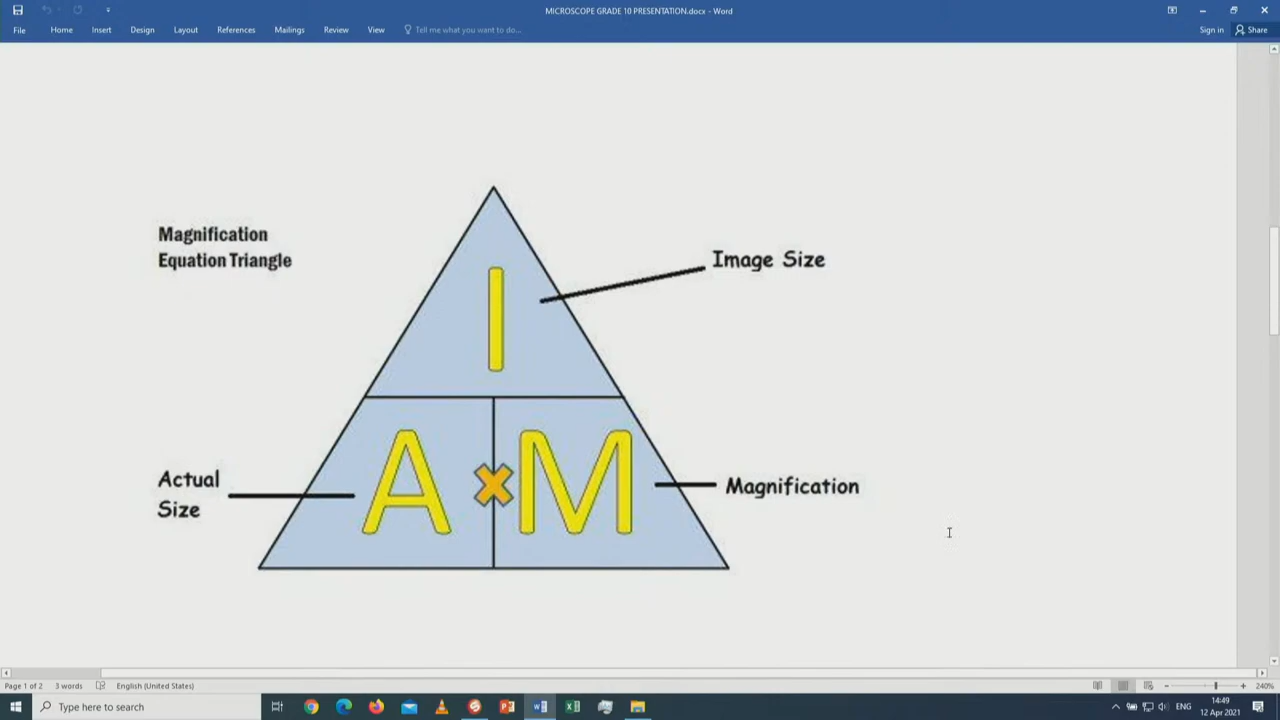 MICROSCOPE GRADE 10 PRESENTATION.docx - Word
File Home Insert Design Layout References Mailings Review View Tell me what you want to do... Sign in Share
Magnification
Equation Triangle
Image Size
I
Actual
Size
A × M
Magnification
Page 1 of 2 3 words English (United States) 240%
Type here to search
ENG
14:49
12 Apr 2021